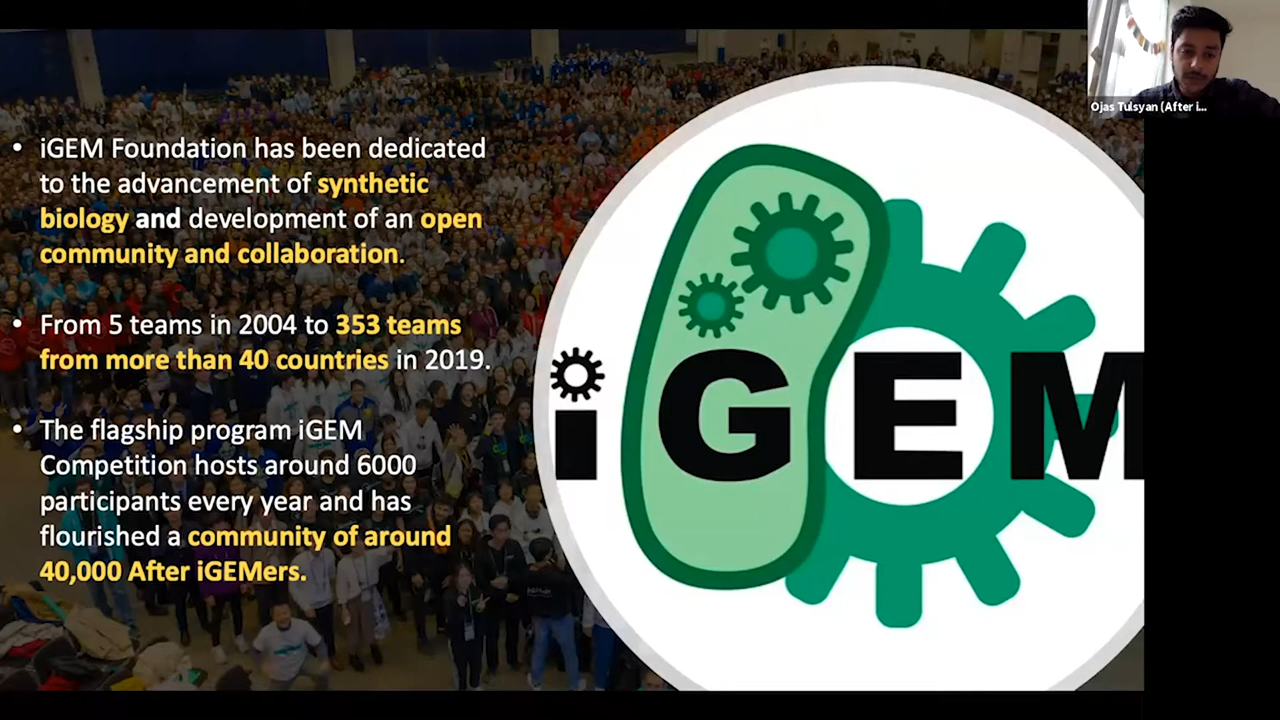 Ojas Tulsyan (After i...
• iGEM Foundation has been dedicated
to the advancement of synthetic
biology and development of an open
community and collaboration.
• From 5 teams in 2004 to 353 teams
from more than 40 countries in 2019.
• The flagship program iGEM
Competition hosts around 6000
participants every year and has
flourished a community of around
40,000 After iGEMers.
iGEM